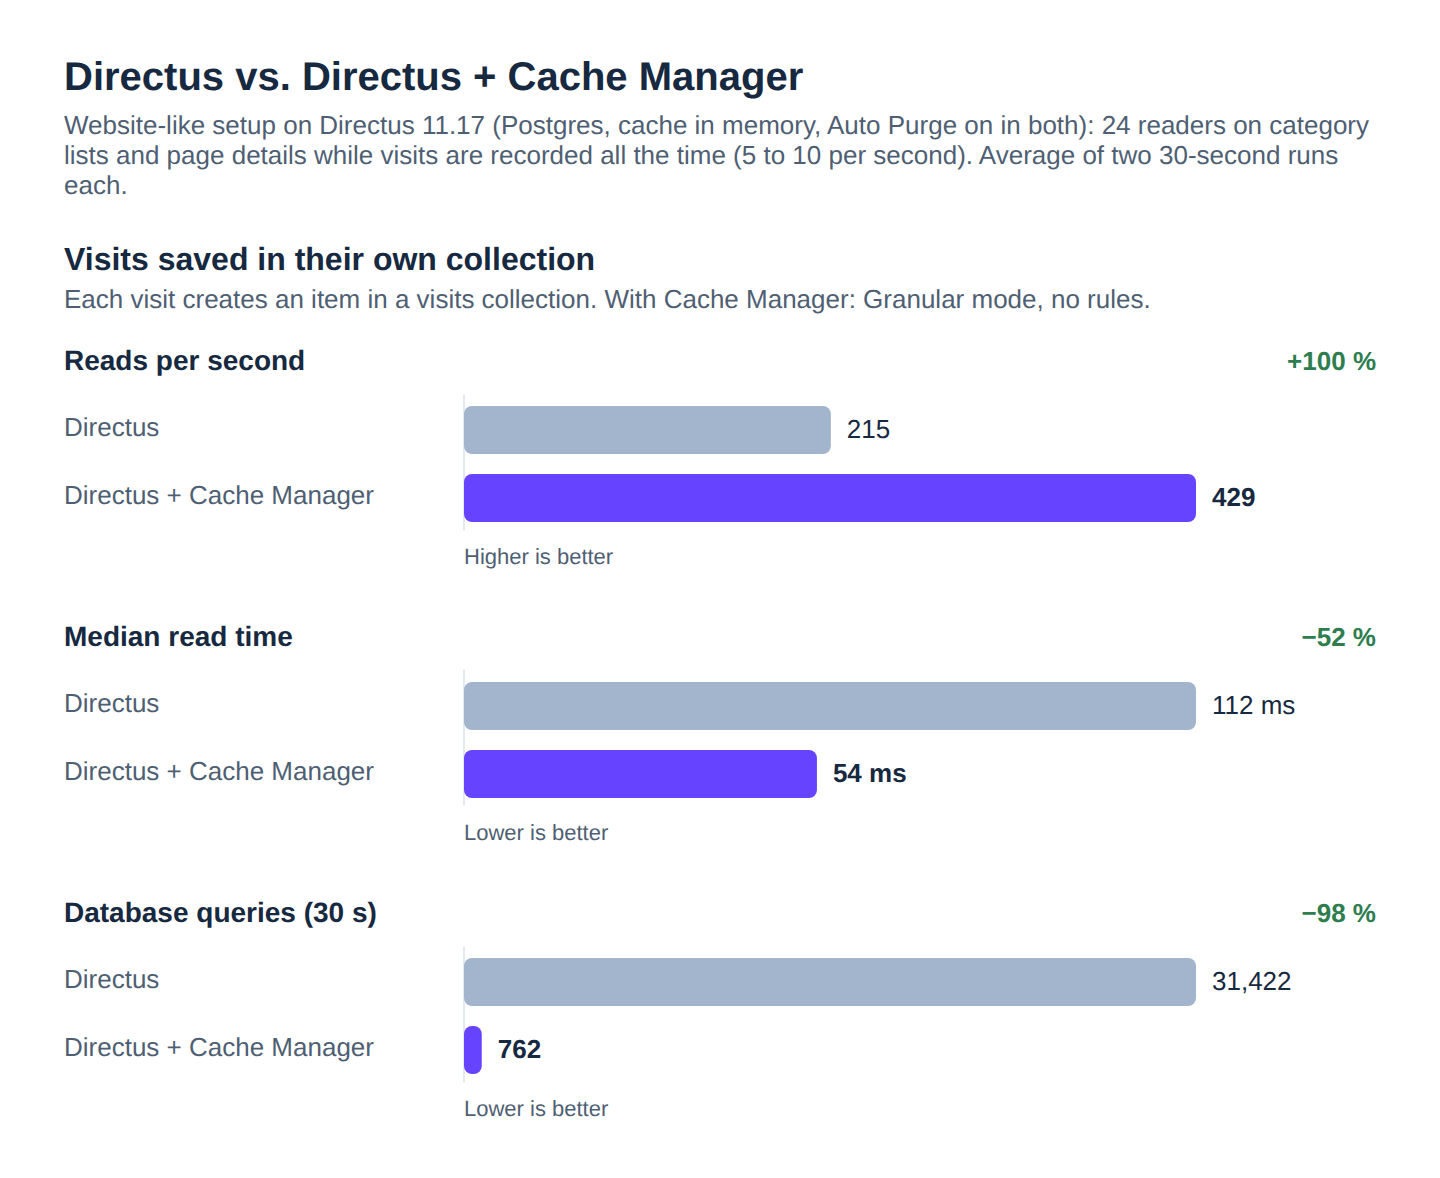 Directus vs. Directus + Cache Manager
Website-like setup on Directus 11.17 (Postgres, cache in memory, Auto Purge on in both): 24 readers on category
lists and page details while visits are recorded all the time (5 to 10 per second). Average of two 30-second runs
each.
Visits saved in their own collection
Each visit creates an item in a visits collection. With Cache Manager: Granular mode, no rules.
Reads per second +100 %
Directus 215
Directus + Cache Manager 429
Higher is better
Median read time −52 %
Directus 112 ms
Directus + Cache Manager 54 ms
Lower is better
Database queries (30 s) −98 %
Directus 31,422
Directus + Cache Manager 762
Lower is better